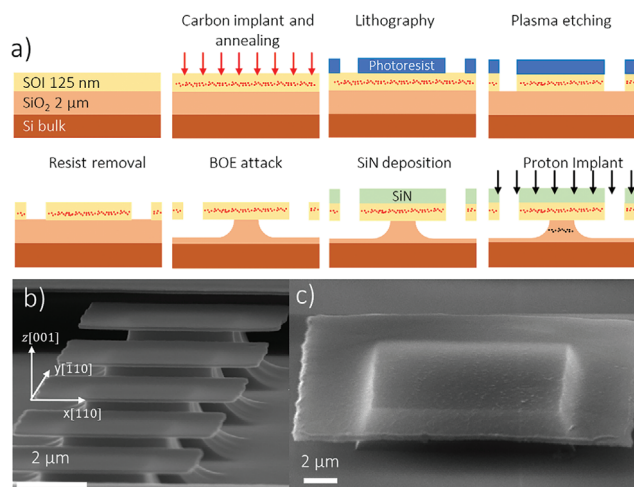 a)
Carbon implant and
annealing
Lithography
Plasma etching
Photoresist
SOI 125 nm
SiO₂ 2 µm
Si bulk
Resist removal
BOE attack
SiN deposition
Proton Implant
SiN
b)
z[001]
y[1̅10]
x[110]
2 µm
c)
2 µm